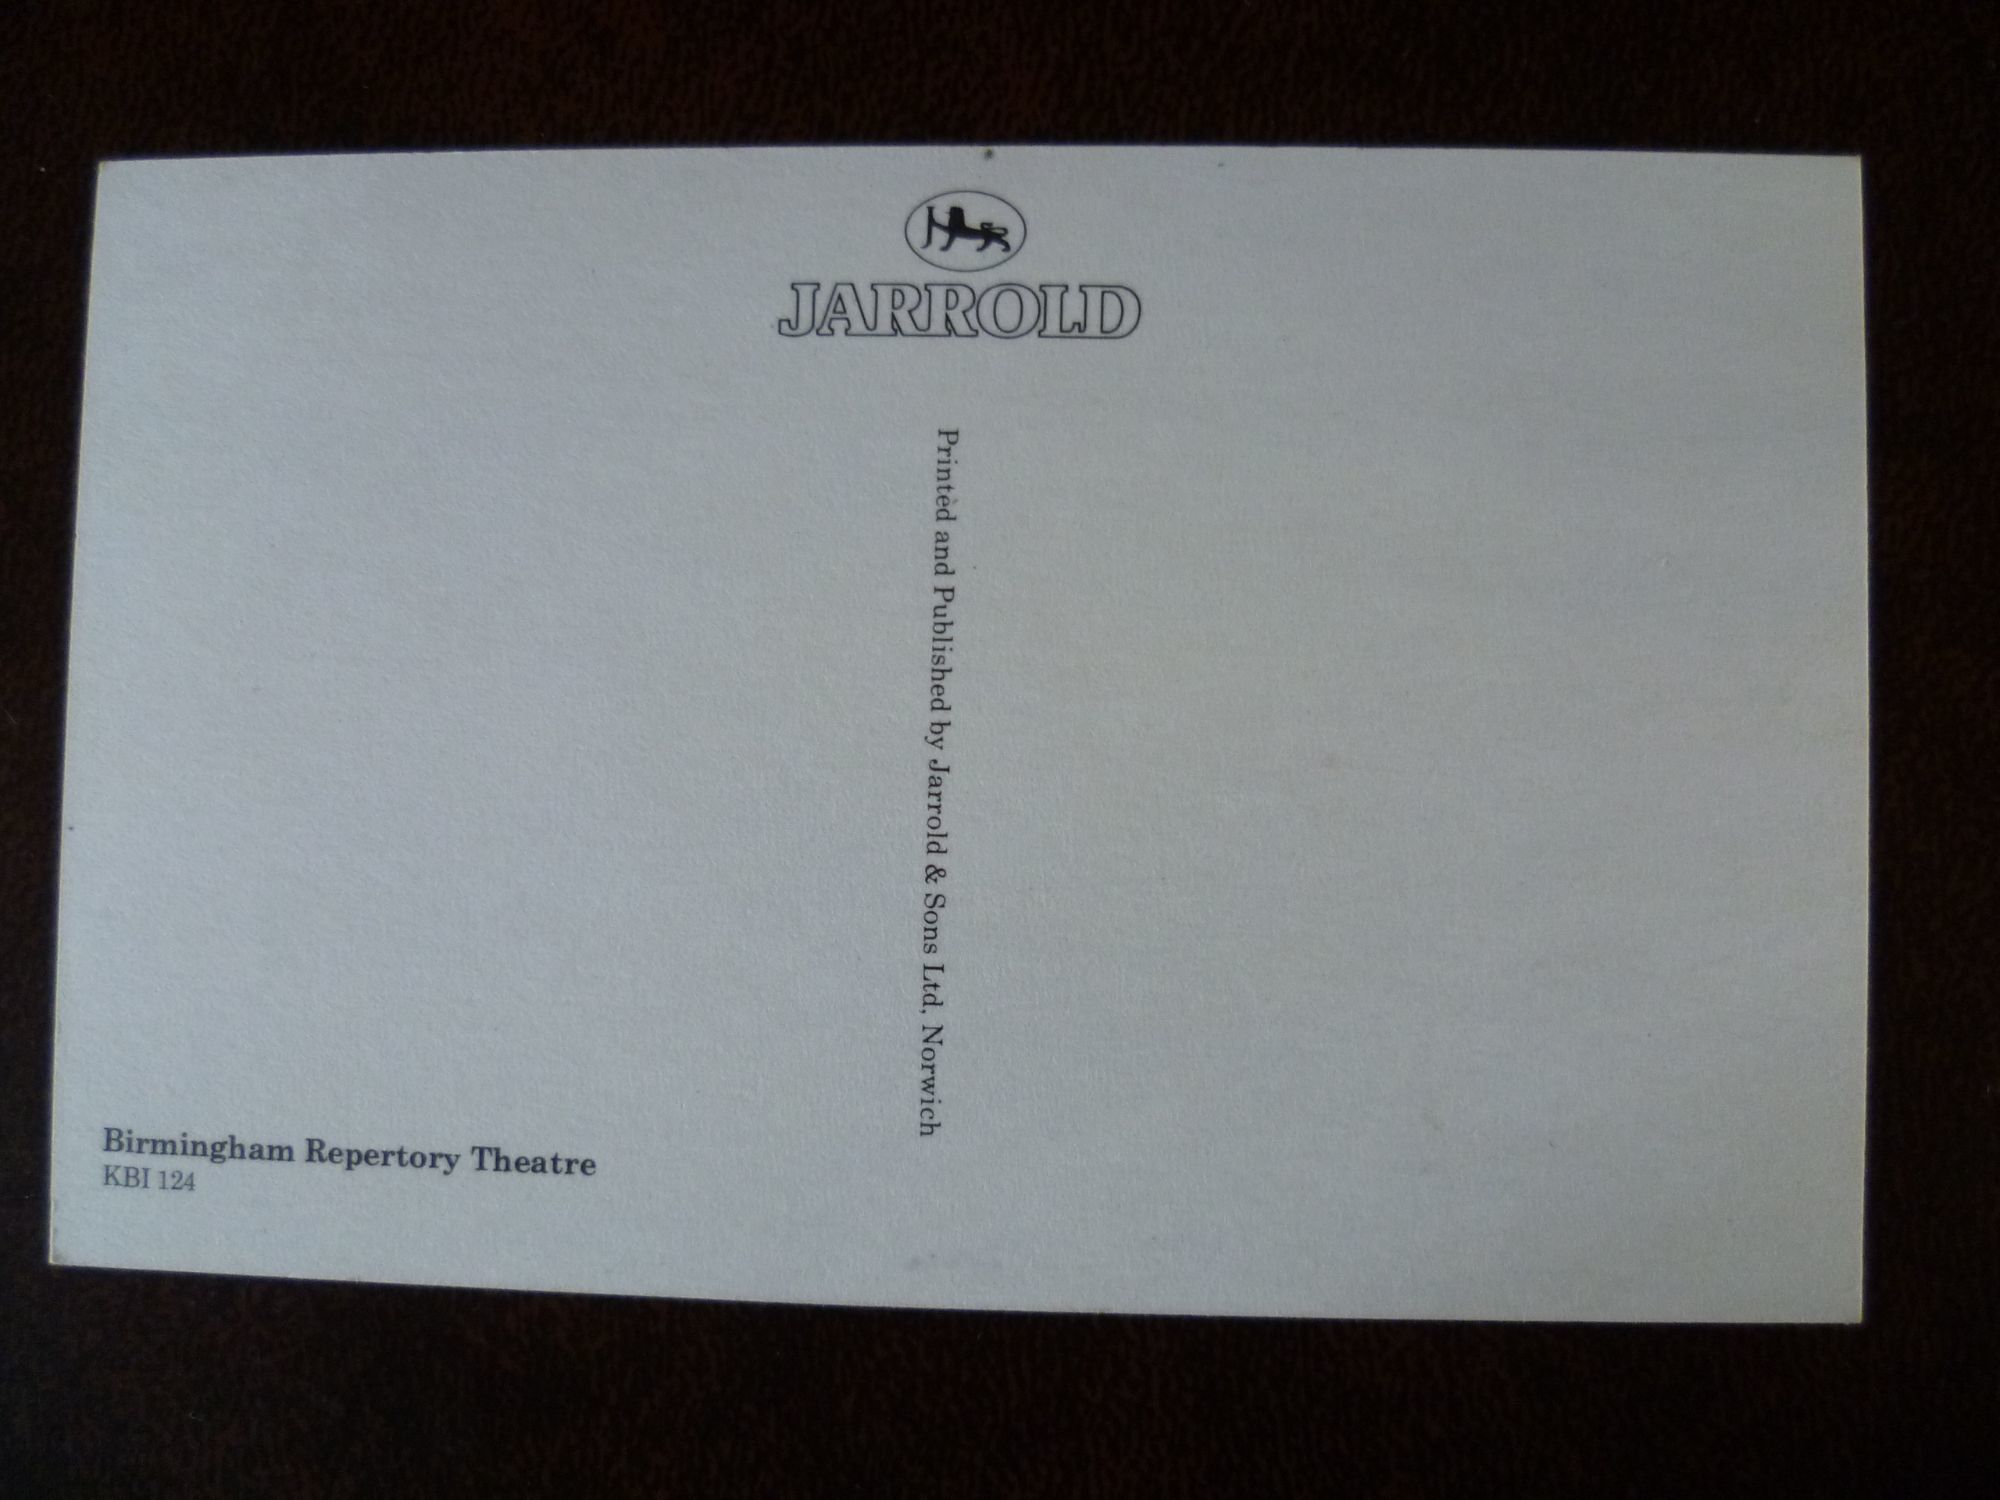 JARROLD
Printed and Published by Jarrold & Sons Ltd, Norwich
Birmingham Repertory Theatre
KBI 124